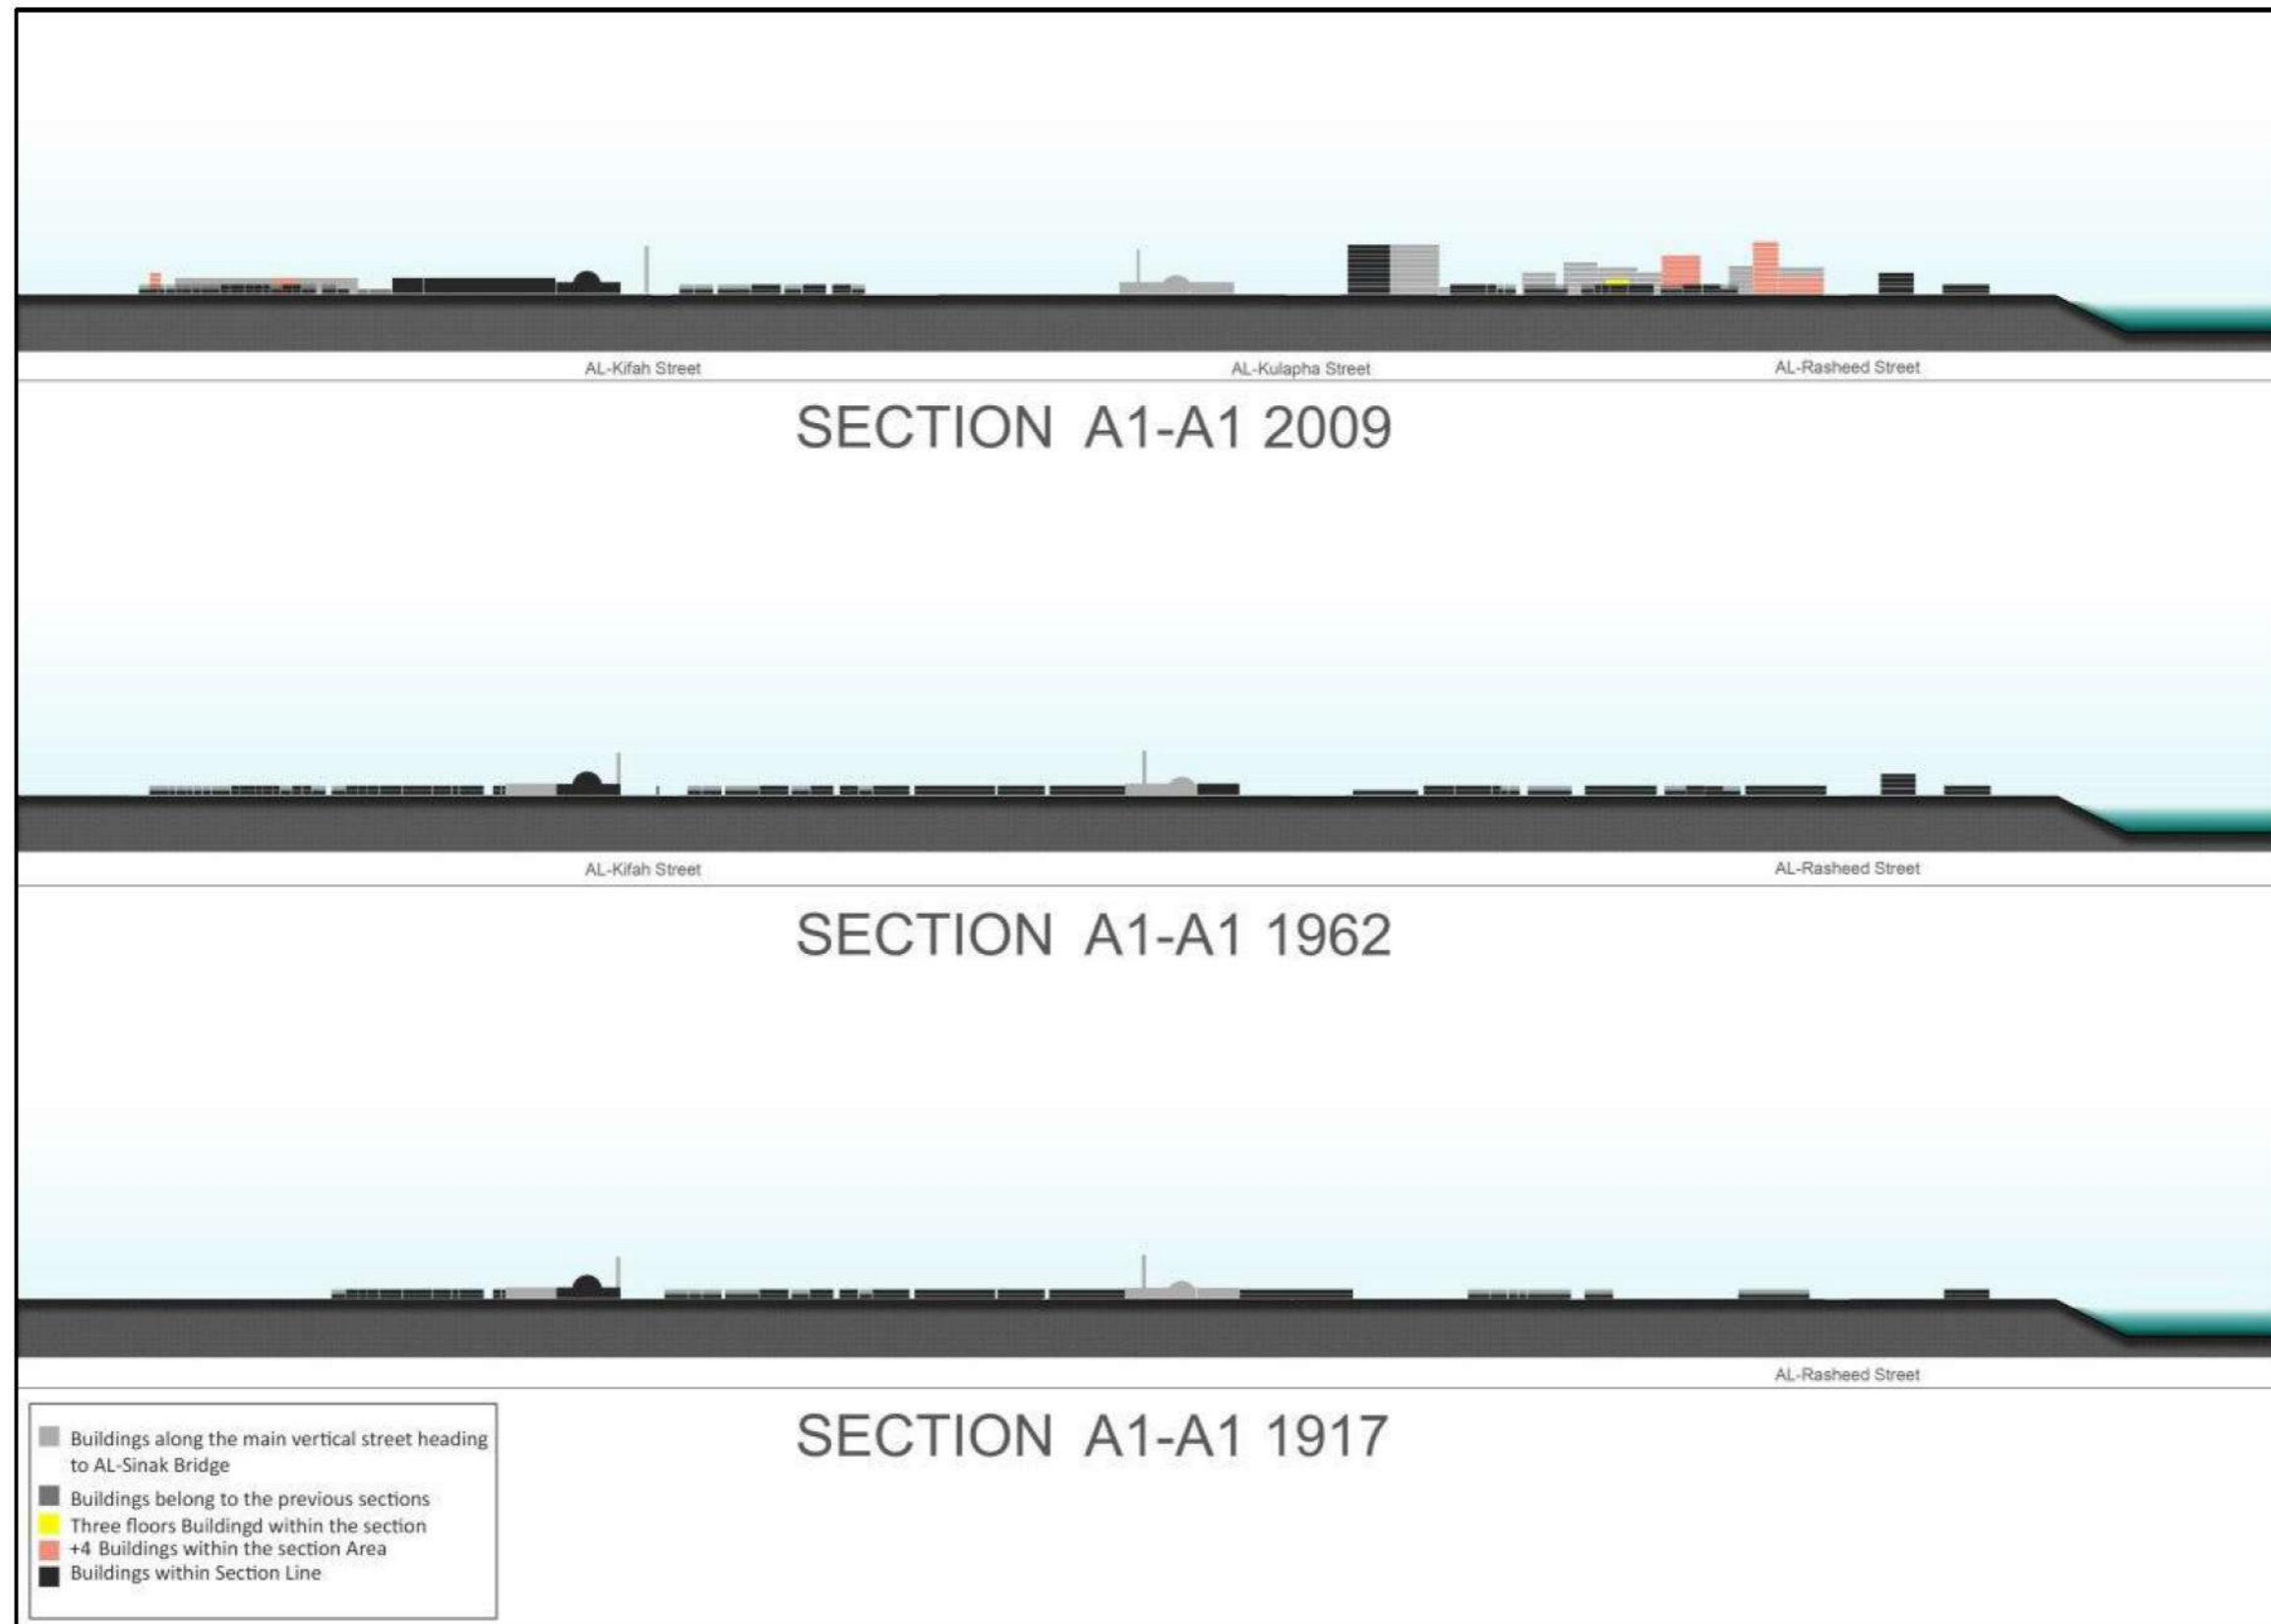 AL-Kifah Street AL-Kulapha Street AL-Rasheed Street
SECTION A1-A1 2009
AL-Kifah Street AL-Rasheed Street
SECTION A1-A1 1962
AL-Rasheed Street
SECTION A1-A1 1917
Buildings along the main vertical street heading
to AL-Sinak Bridge
Buildings belong to the previous sections
Three floors Buildingd within the section
+4 Buildings within the section Area
Buildings within Section Line